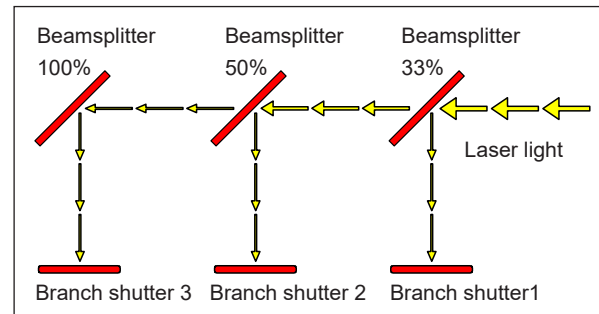 Beamsplitter
100%
Beamsplitter
50%
Beamsplitter
33%
Laser light
Branch shutter 3
Branch shutter 2
Branch shutter1